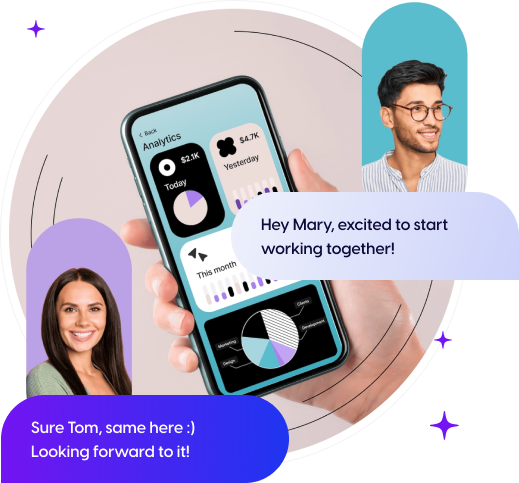 Back
Analytics
$2.1K
Today
$4.7K
Yesterday
This month
Clients
Marketing
Development
Design
Hey Mary, excited to start
working together!
Sure Tom, same here :)
Looking forward to it!